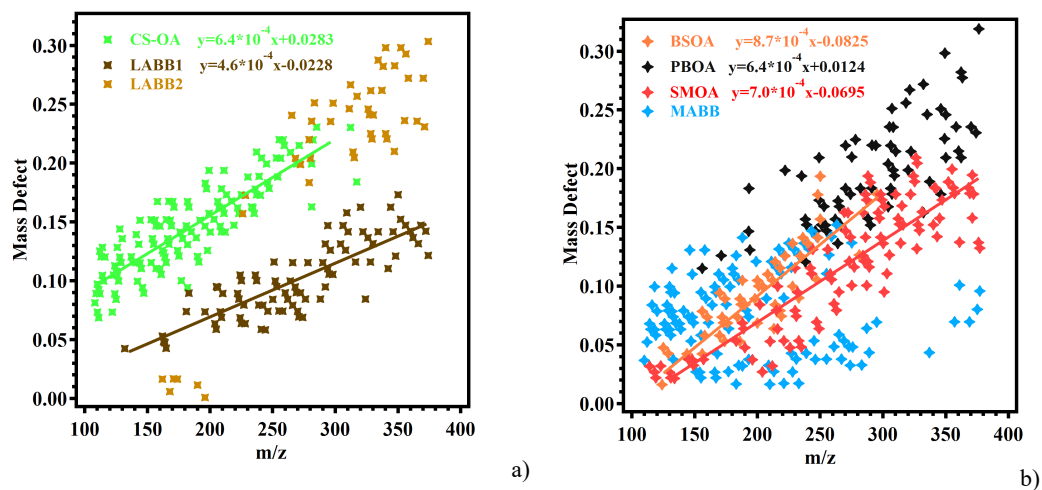 CS-OA y=6.4*10^-4x+0.0283
LABB1 y=4.6*10^-4x-0.0228
LABB2
Mass Defect
0.30
0.20
0.15
0.10
0.05
0.00
100
150
200
250
300
350
400
m/z
a)
BSOA y=8.7*10^-4x-0.0825
PBOA y=6.4*10^-4x+0.0124
SMOA y=7.0*10^-4x-0.0695
MABB
Mass Defect
0.30
0.20
0.15
0.10
0.05
0.00
100
150
200
250
300
350
400
m/z
b)